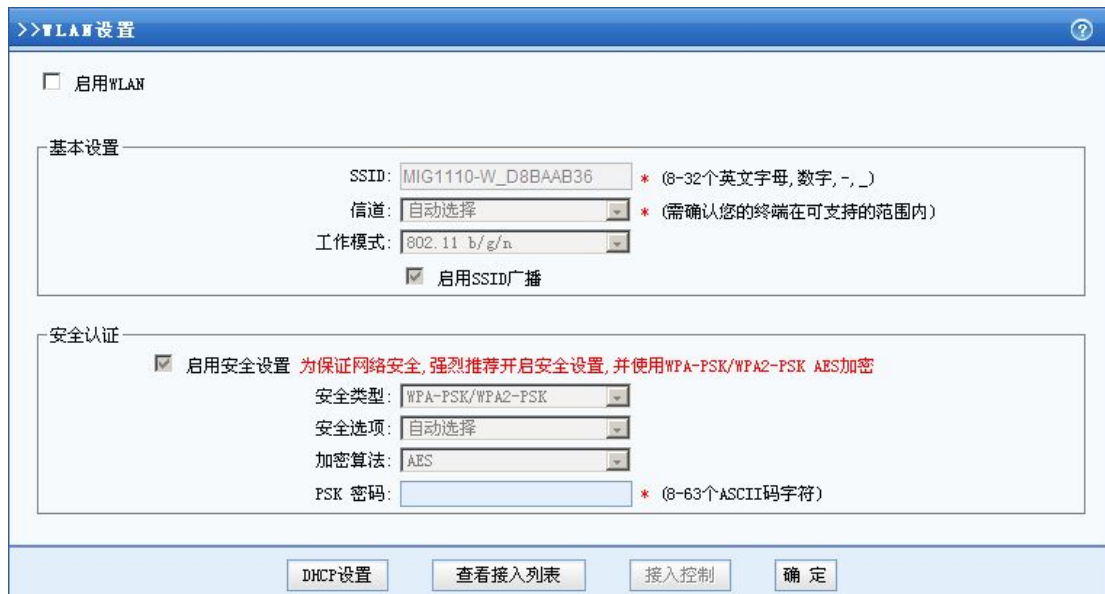 >>WLAN设置
启用WLAN
基本设置
SSID: MIG1110-W_D8BAAB36 * (8-32个英文字母,数字,-,_)
信道: 自动选择 * (需确认您的终端在可支持的范围内)
工作模式: 802.11 b/g/n
启用SSID广播
安全认证
启用安全设置 为保证网络安全,强烈推荐开启安全设置,并使用WPA-PSK/WPA2-PSK AES加密
安全类型: WPA-PSK/WPA2-PSK
安全选项: 自动选择
加密算法: AES
PSK 密码: * (8-63个ASCII码字符)
DHCP设置 查看接入列表 接入控制 确 定